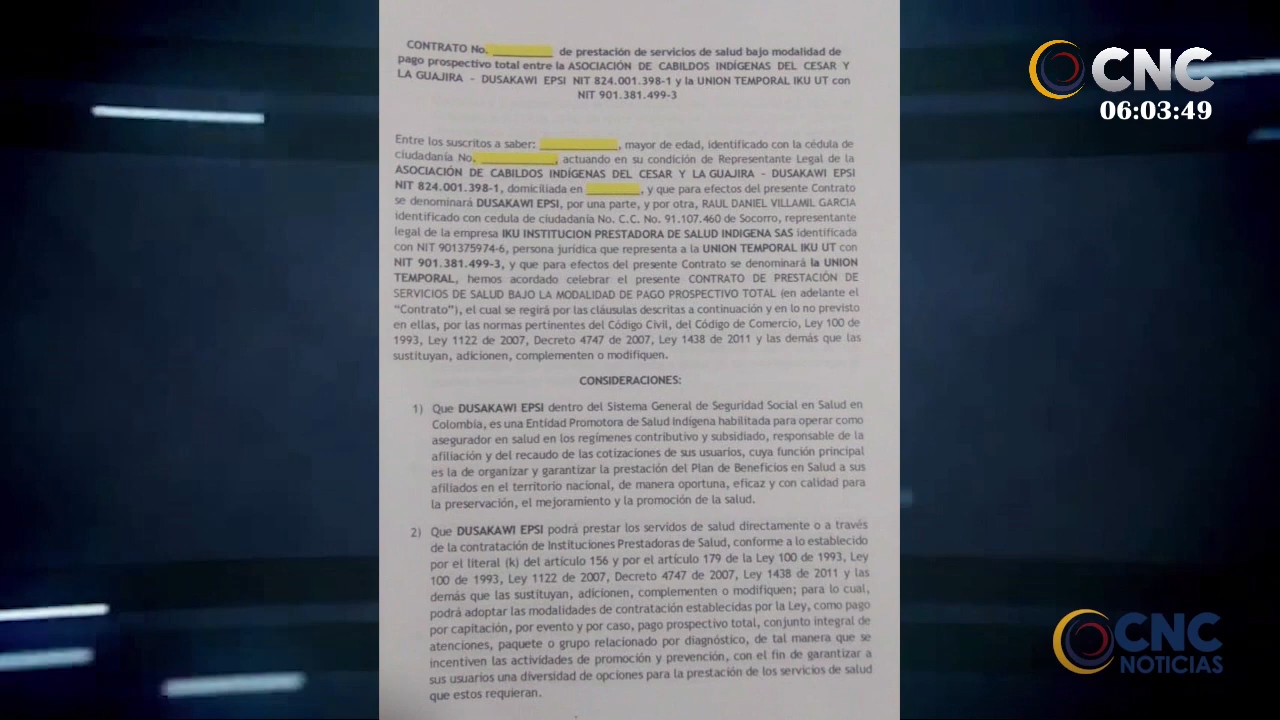 CONTRATO No. de prestación de servicios de salud bajo modalidad de
pago prospectivo total entre la ASOCIACIÓN DE CABILDOS INDÍGENAS DEL CESAR Y
LA GUAJIRA - DUSAKAWI EPSI NIT 824.001.398-1 y la UNION TEMPORAL IKU UT con
NIT 901.381.499-3
Entre los suscritos a saber: , mayor de edad, identificado con la cédula de
ciudadanía No. , actuando en su condición de Representante Legal de la
ASOCIACIÓN DE CABILDOS INDÍGENAS DEL CESAR Y LA GUAJIRA - DUSAKAWI EPSI
NIT 824.001.398-1, domiciliada en , y que para efectos del presente Contrato
se denominará DUSAKAWI EPSI, por una parte, y por otra, RAUL DANIEL VILLAMIL GARCIA
identificado con cedula de ciudadanía No. C.C. No. 91.107.460 de Socorro, representante
legal de la empresa IKU INSTITUCION PRESTADORA DE SALUD INDIGENA SAS identificada
con NIT 901375974-6, persona jurídica que representa a la UNION TEMPORAL IKU UT con
NIT 901.381.499-3, y que para efectos del presente Contrato se denominará la UNION
TEMPORAL, hemos acordado celebrar el presente CONTRATO DE PRESTACIÓN DE
SERVICIOS DE SALUD BAJO LA MODALIDAD DE PAGO PROSPECTIVO TOTAL (en adelante el
"Contrato"), el cual se regirá por las cláusulas descritas a continuación y en lo no previsto
en ellas, por las normas pertinentes del Código Civil, del Código de Comercio, Ley 100 de
1993, Ley 1122 de 2007, Decreto 4747 de 2007, Ley 1438 de 2011 y las demás que las
sustituyan, adicionen, complementen o modifiquen.
CONSIDERACIONES:
1) Que DUSAKAWI EPSI dentro del Sistema General de Seguridad Social en Salud en
Colombia, es una Entidad Promotora de Salud Indígena habilitada para operar como
asegurador en salud en los regímenes contributivo y subsidiado, responsable de la
afiliación y del recaudo de las cotizaciones de sus usuarios, cuya función principal
es la de organizar y garantizar la prestación del Plan de Beneficios en Salud a sus
afiliados en el territorio nacional, de manera oportuna, eficaz y con calidad para
la preservación, el mejoramiento y la promoción de la salud.
2) Que DUSAKAWI EPSI podrá prestar los servidos de salud directamente o a través
de la contratación de Instituciones Prestadoras de Salud, conforme a lo establecido
por el literal (k) del artículo 156 y por el artículo 179 de la Ley 100 de 1993, Ley
100 de 1993, Ley 1122 de 2007, Decreto 4747 de 2007, Ley 1438 de 2011 y las
demás que las sustituyan, adicionen, complementen o modifiquen; para lo cual,
podrá adoptar las modalidades de contratación establecidas por la Ley, como pago
por capitación, por evento y por caso, pago prospectivo total, conjunto integral de
atenciones, paquete o grupo relacionado por diagnóstico, de tal manera que se
incentiven las actividades de promoción y prevención, con el fin de garantizar a
sus usuarios una diversidad de opciones para la prestación de los servicios de salud
que estos requieran.
CNC
06:03:49
CNC
NOTICIAS